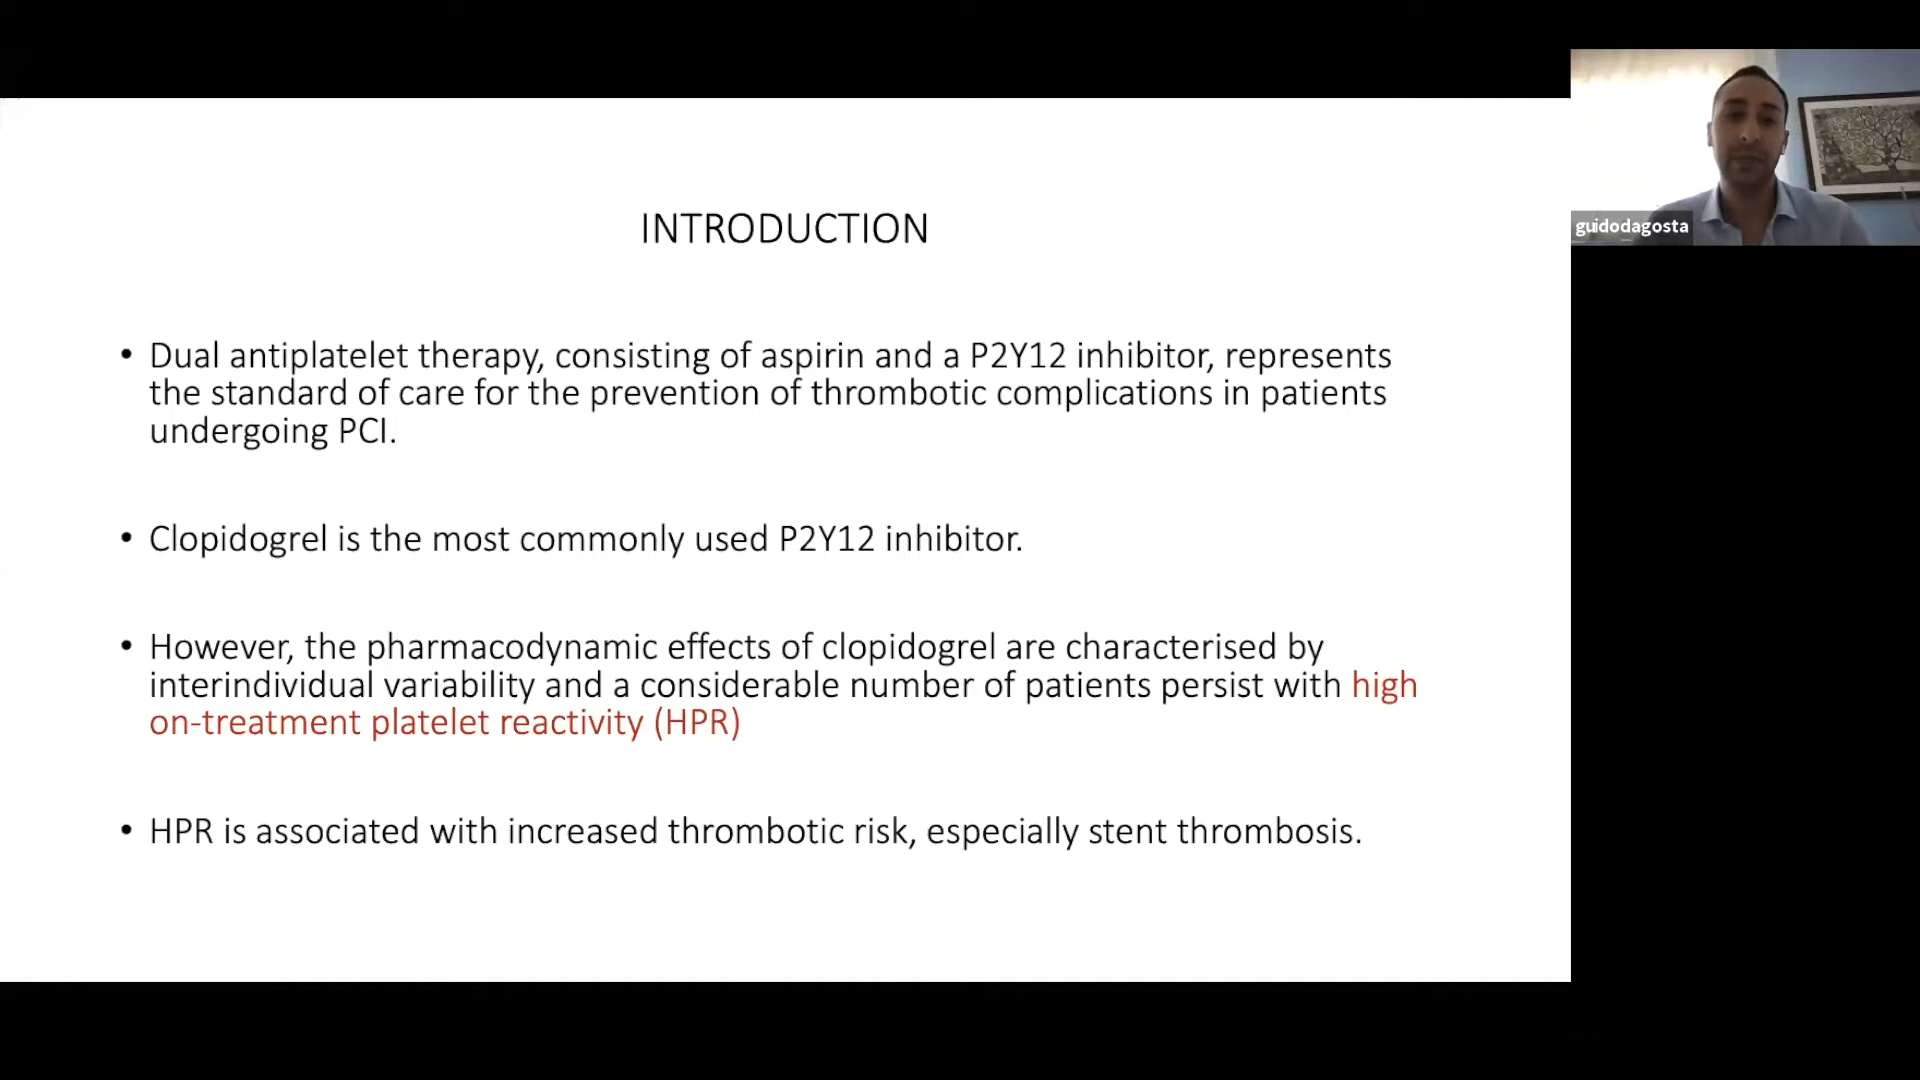 INTRODUCTION
• Dual antiplatelet therapy, consisting of aspirin and a P2Y12 inhibitor, represents
the standard of care for the prevention of thrombotic complications in patients
undergoing PCI.
• Clopidogrel is the most commonly used P2Y12 inhibitor.
• However, the pharmacodynamic effects of clopidogrel are characterised by
interindividual variability and a considerable number of patients persist with high
on-treatment platelet reactivity (HPR)
• HPR is associated with increased thrombotic risk, especially stent thrombosis.
guidodagosta